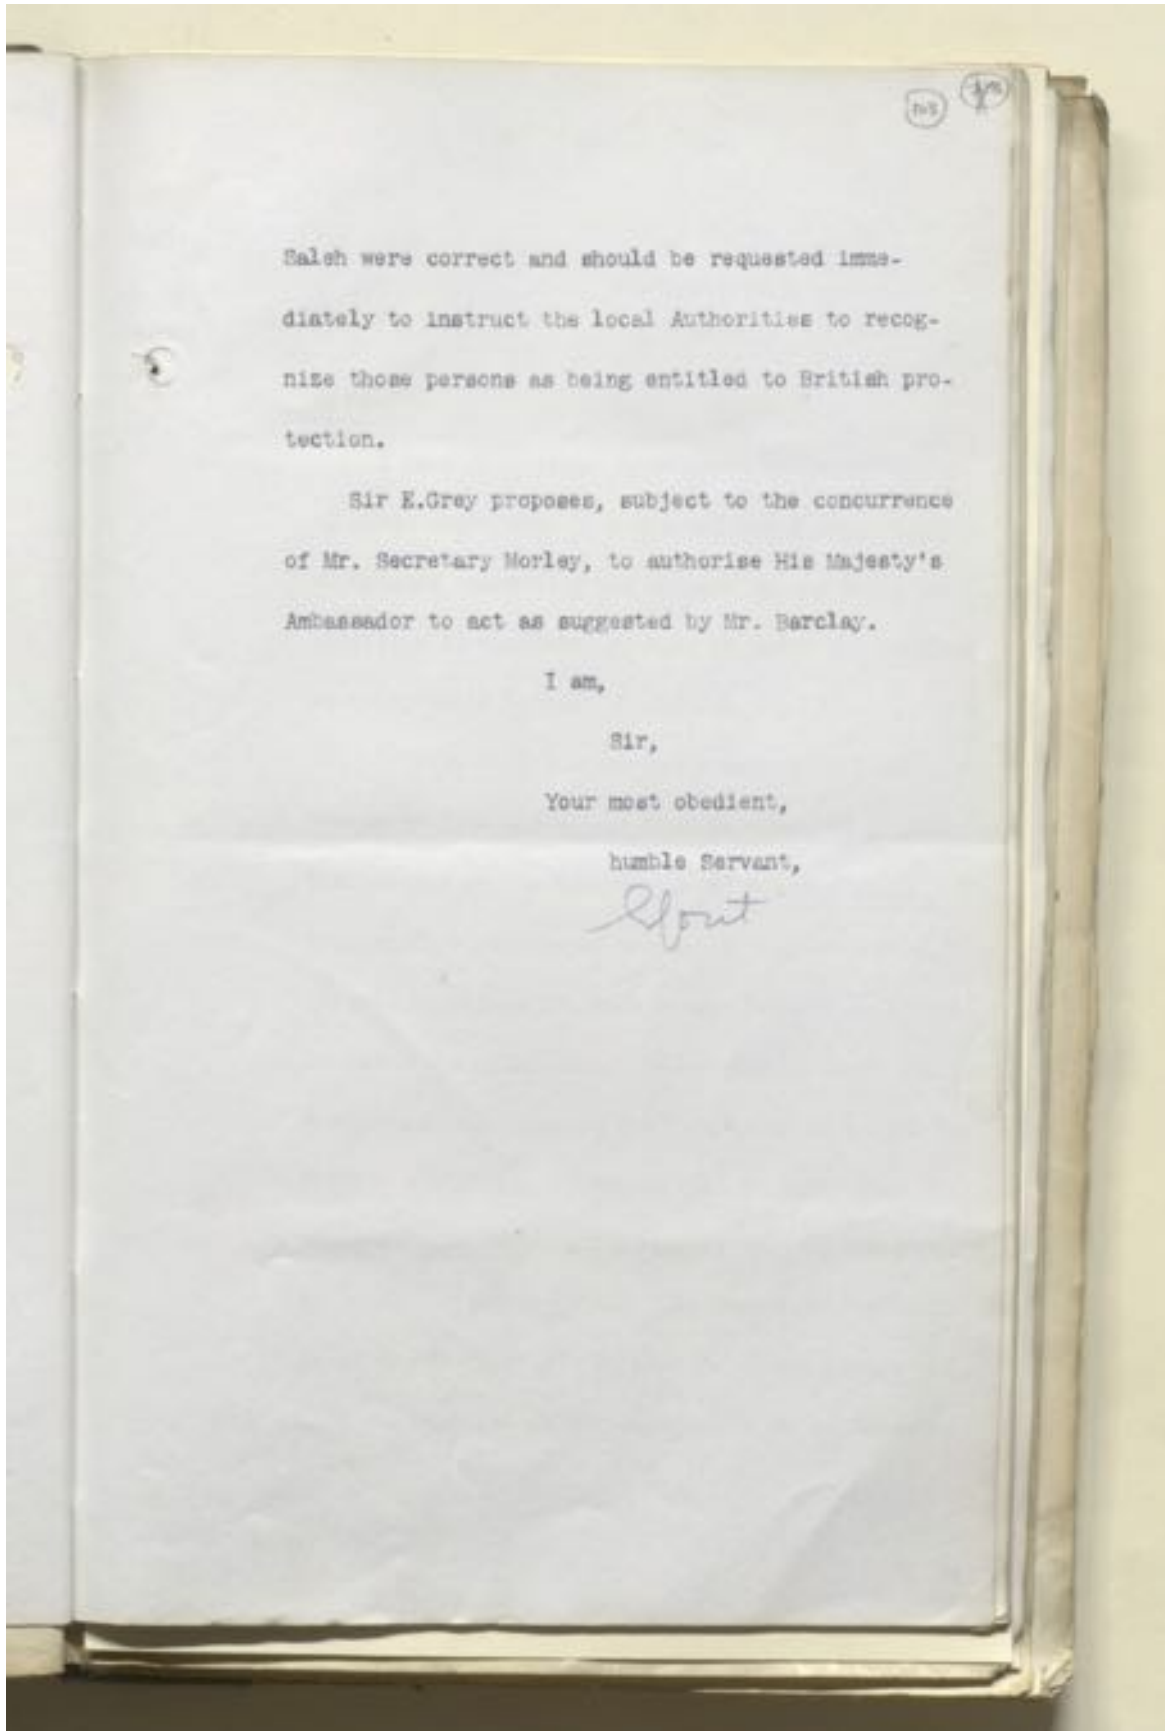 Saleh were correct and should be requested imme-
diately to instruct the local Authorities to recog-
nize those persons as being entitled to British pro-
tection.
Sir E.Grey proposes, subject to the concurrence
of Mr. Secretary Morley, to authorise His Majesty's
Ambassador to act as suggested by Mr. Barclay.
I am,
Sir,
Your most obedient,
humble Servant,